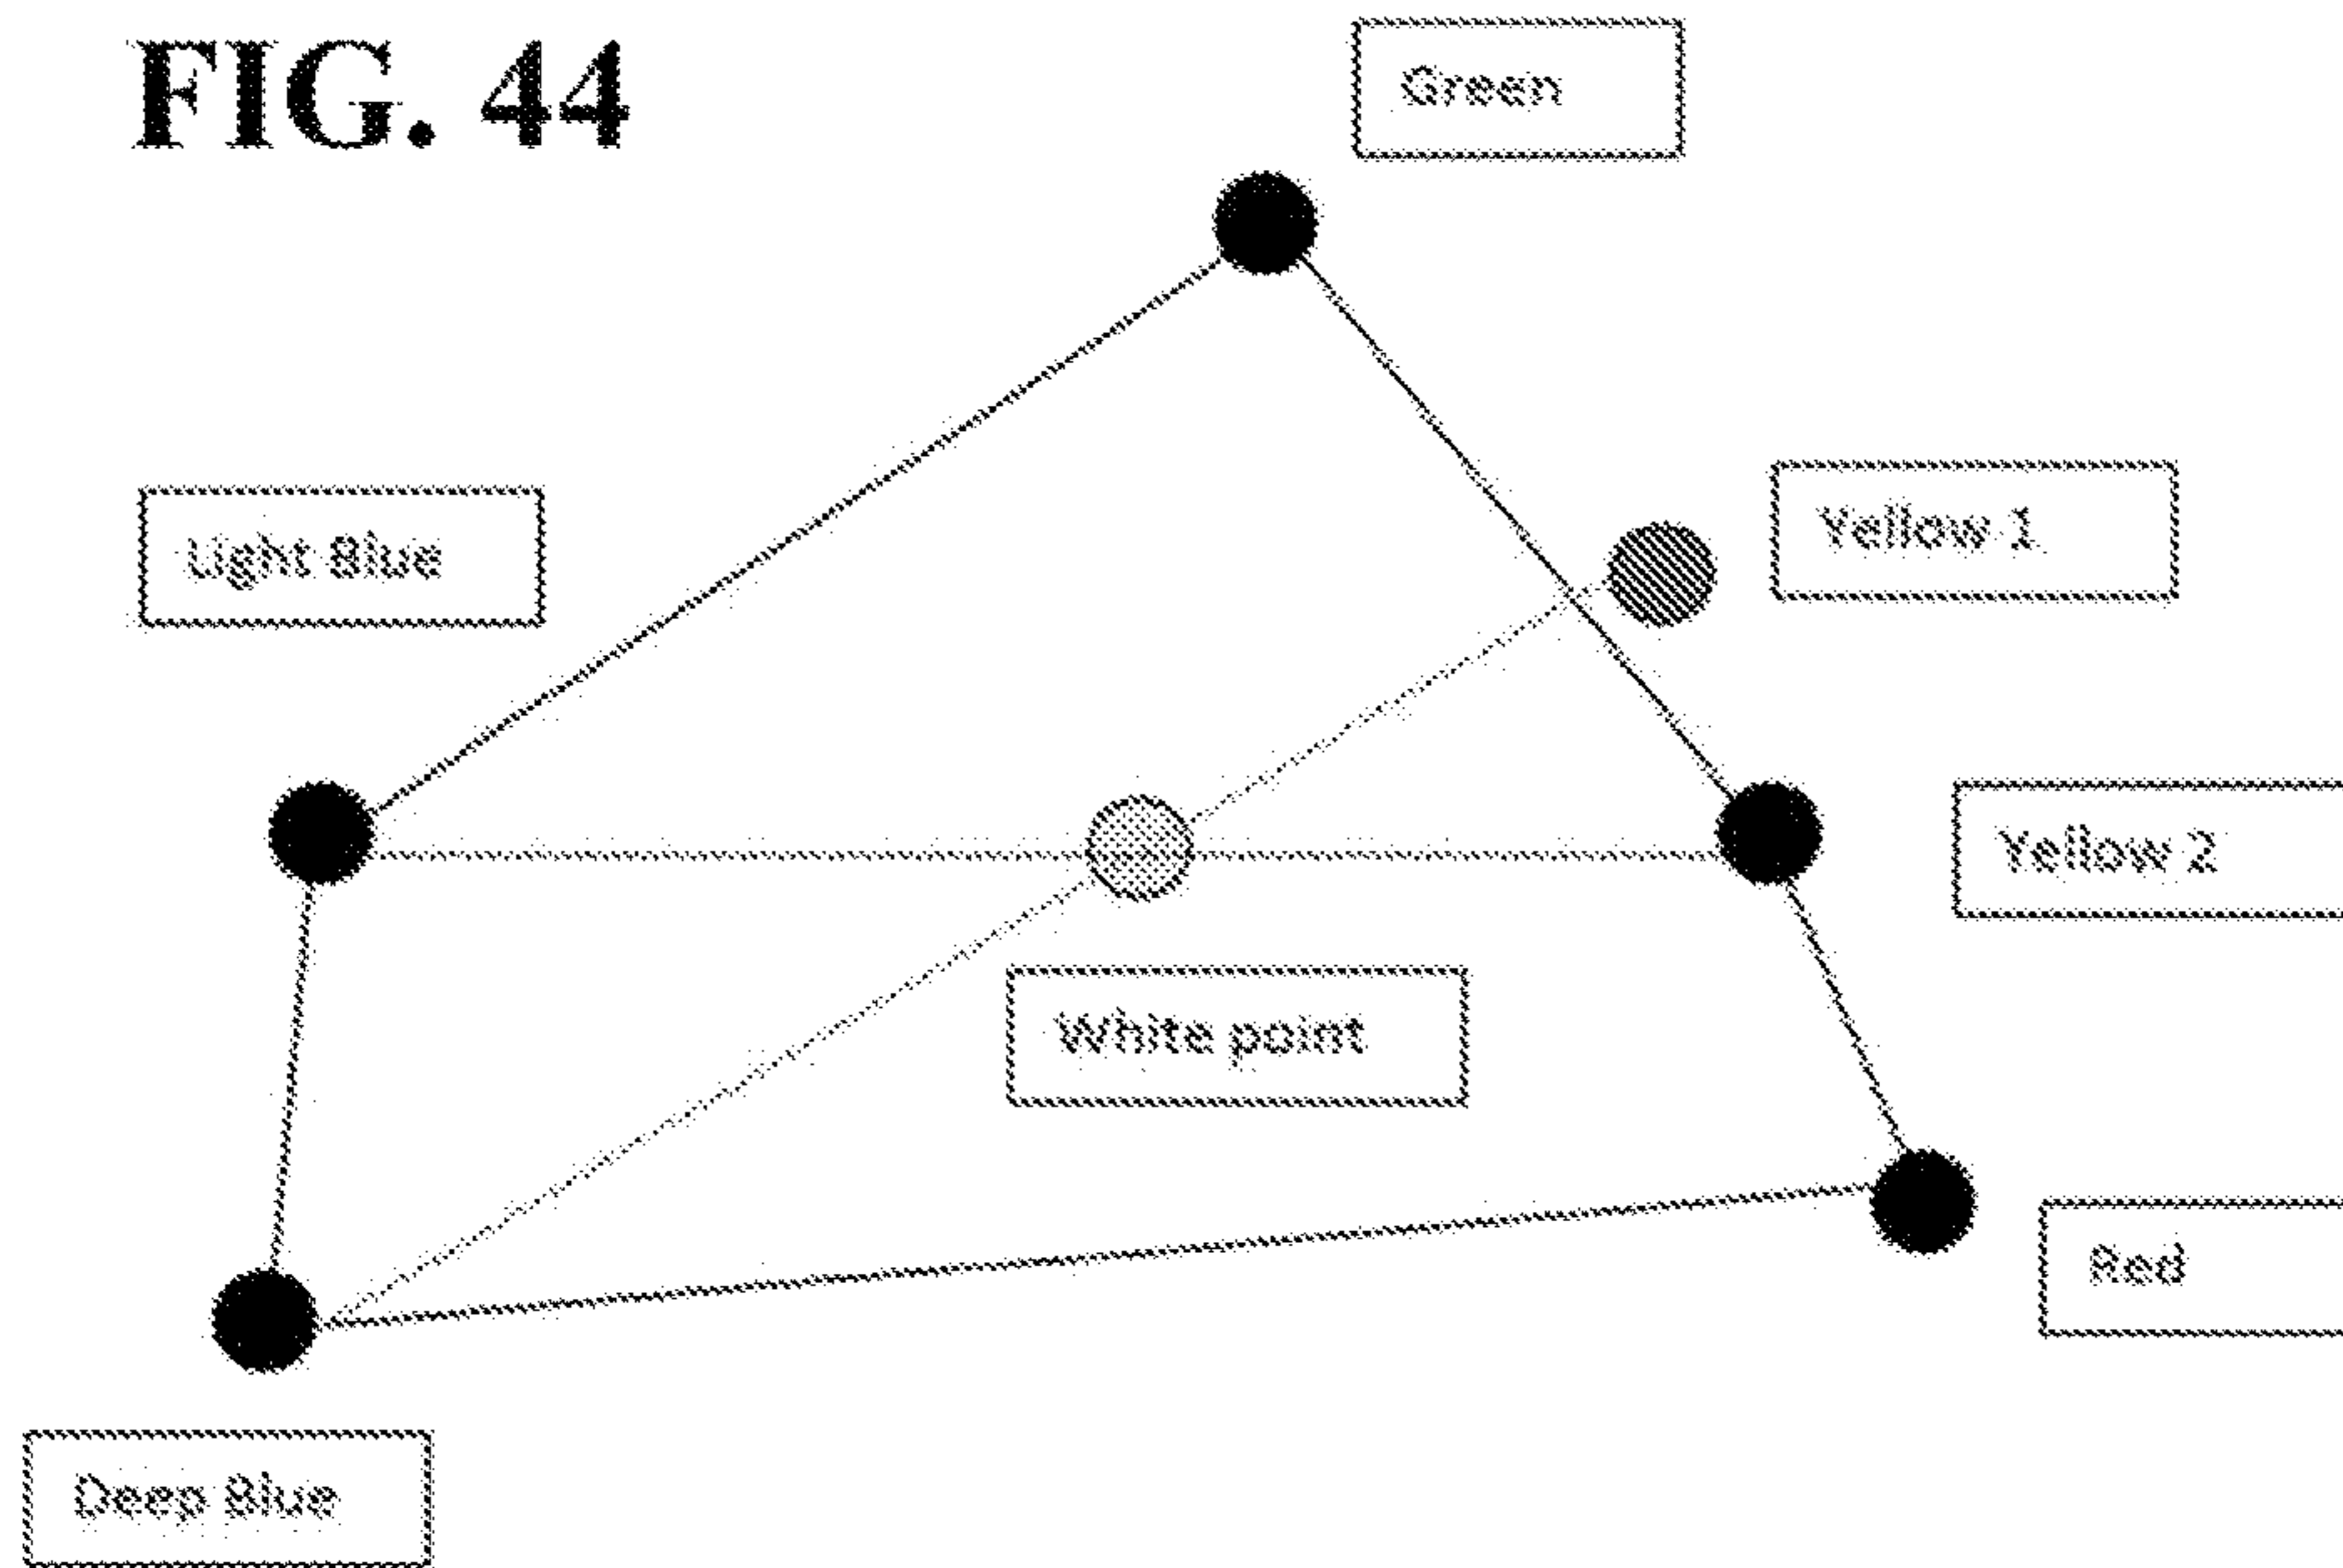 FIG. 44
Green
Yellow 1
Light Blue
Yellow 2
White point
Red
Deep Blue